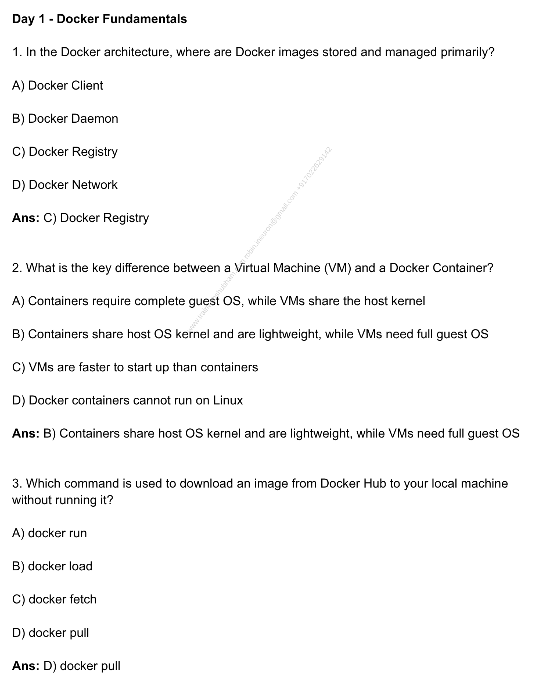 Day 1 - Docker Fundamentals
1. In the Docker architecture, where are Docker images stored and managed primarily?
A) Docker Client
B) Docker Daemon
C) Docker Registry
D) Docker Network
Ans: C) Docker Registry
2. What is the key difference between a Virtual Machine (VM) and a Docker Container?
A) Containers require complete guest OS, while VMs share the host kernel
B) Containers share host OS kernel and are lightweight, while VMs need full guest OS
C) VMs are faster to start up than containers
D) Docker containers cannot run on Linux
Ans: B) Containers share host OS kernel and are lightweight, while VMs need full guest OS
3. Which command is used to download an image from Docker Hub to your local machine
without running it?
A) docker run
B) docker load
C) docker fetch
D) docker pull
Ans: D) docker pull